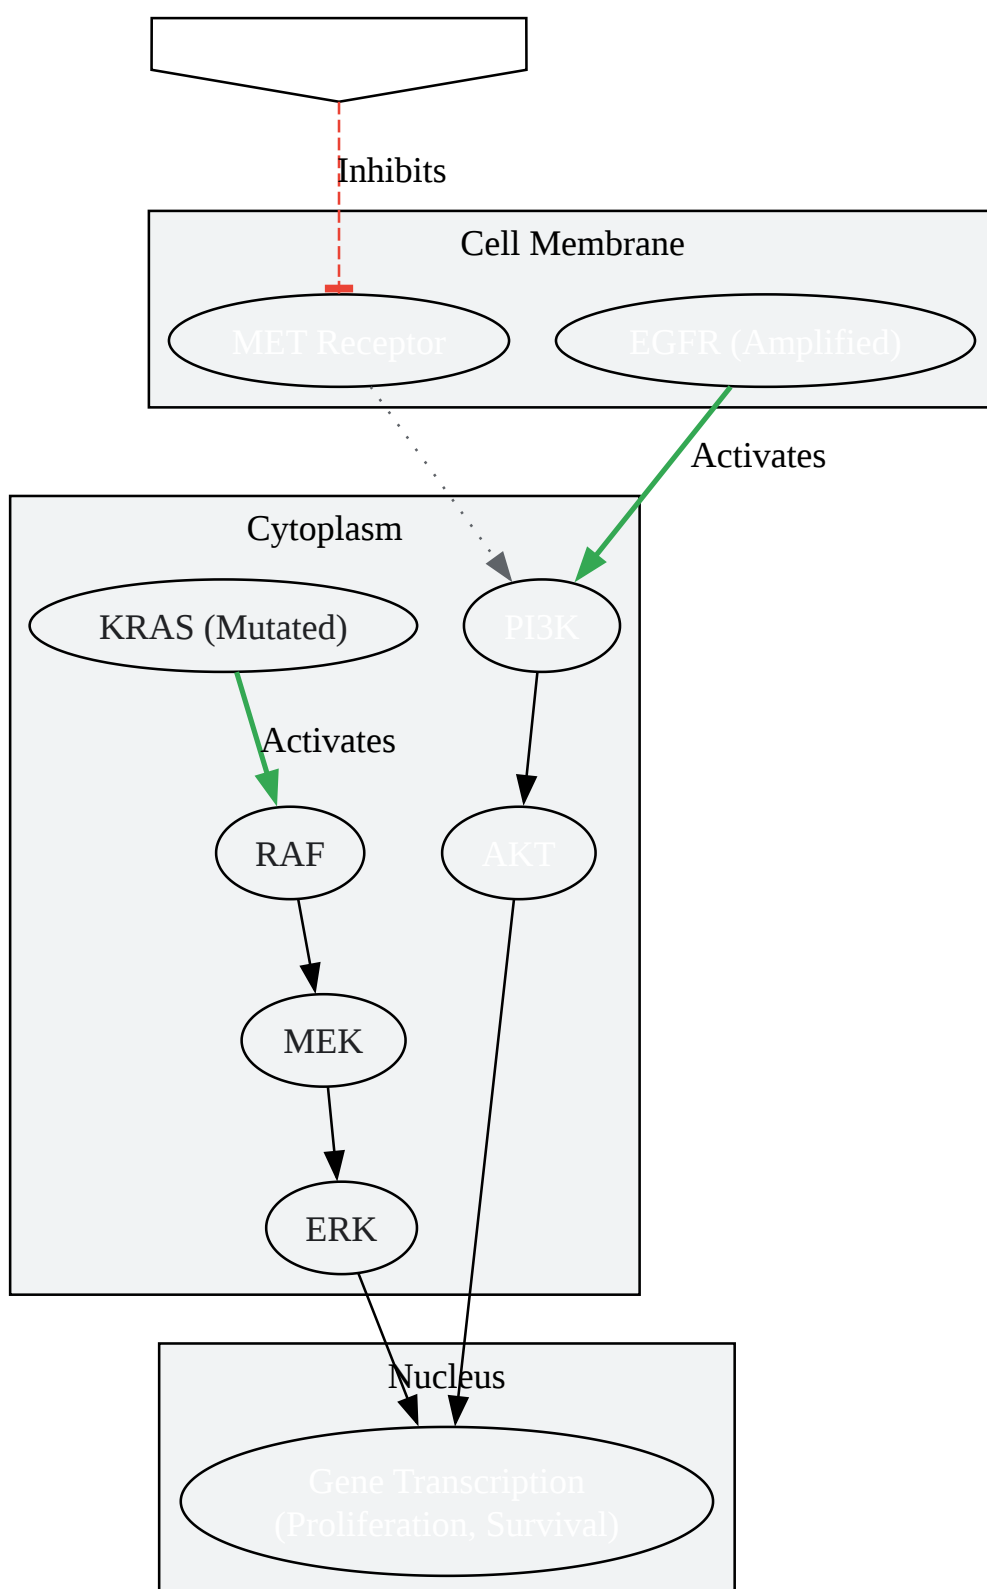 Inhibits
Cell Membrane
MET Receptor
EGFR (Amplified)
Activates
Cytoplasm
KRAS (Mutated)
PI3K
Activates
RAF
AKT
MEK
ERK
Nucleus
Gene Transcription
(Proliferation, Survival)